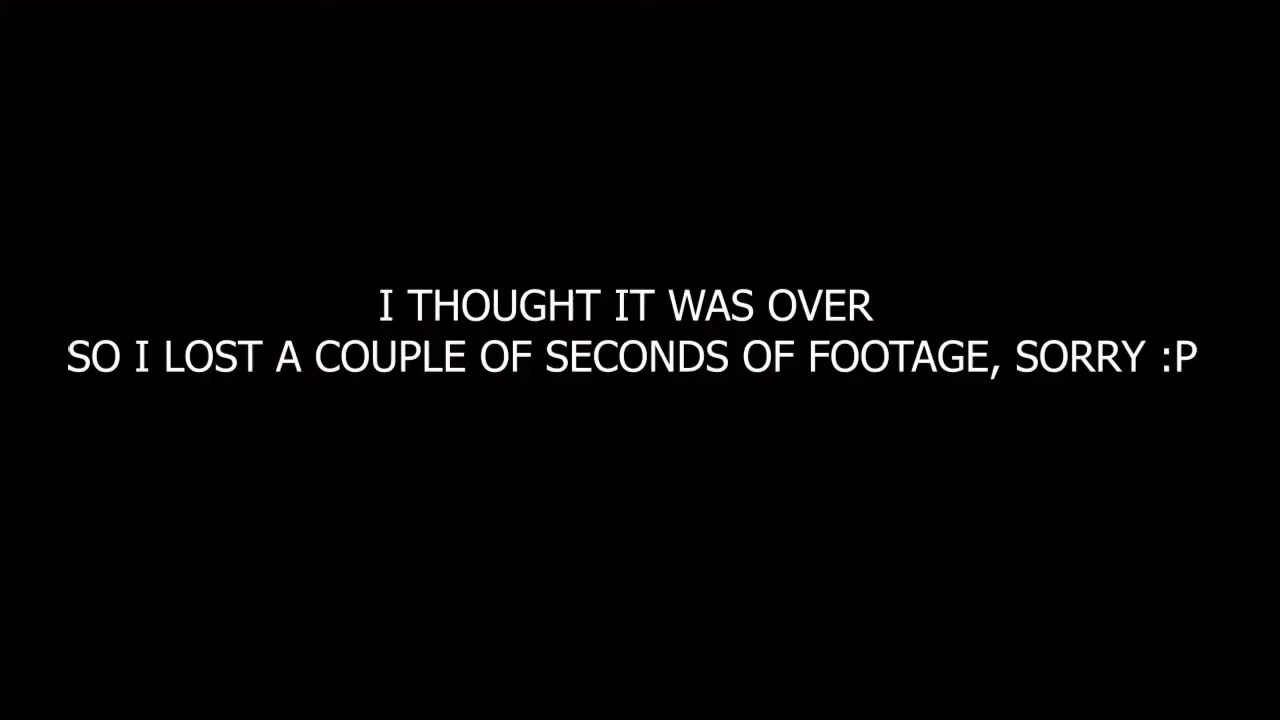 I THOUGHT IT WAS OVER
SO I LOST A COUPLE OF SECONDS OF FOOTAGE, SORRY :P